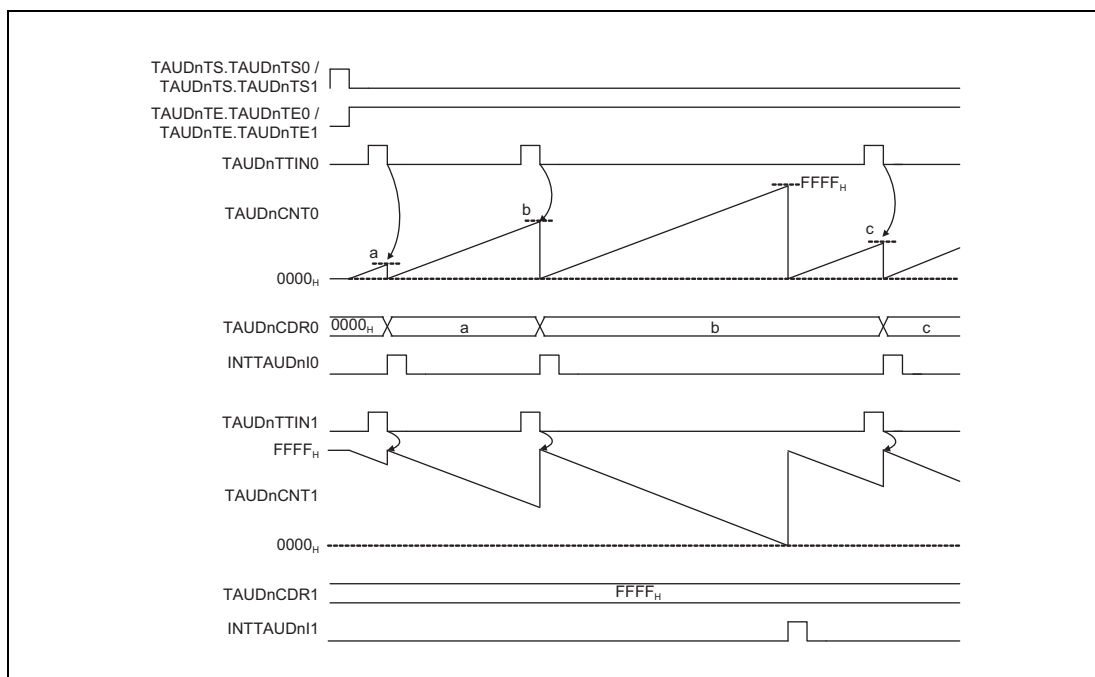 TAUDnTS.TAUDnTS0 /
TAUDnTS.TAUDnTS1
TAUDnTE.TAUDnTE0 /
TAUDnTE.TAUDnTE1
TAUDnTTIN0
FFFFH
TAUDnCNT0
b
c
a
0000H
TAUDnCDR0
0000H
a
b
c
INTTAUDnI0
TAUDnTTIN1
FFFFH
TAUDnCNT1
0000H
TAUDnCDR1
FFFFH
INTTAUDnI1